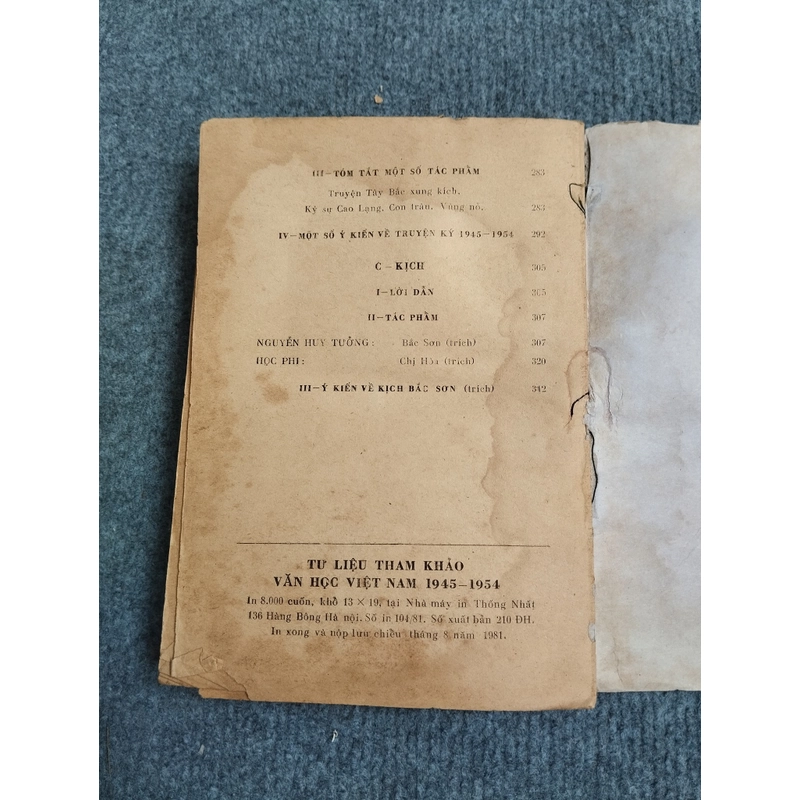 III—TÓM TẮT MỘT SỐ TÁC PHẨM 283
Truyện Tây Bắc xung kích.
Ký sự Cao Lạng. Con trâu. Vùng mỏ. 283
IV—MỘT SỐ Ý KIẾN VỀ TRUYỆN KÝ 1945—1954 292
C — KỊCH 305
I—LỜI DẪN 305
II—TÁC PHẨM 307
NGUYỄN HUY TƯỞNG: Bắc Sơn (trích) 307
HỌC PHI: Chị Hòa (trích) 320
III—Ý KIẾN VỀ KỊCH BẮC SƠN (trích) 342
TƯ LIỆU THAM KHẢO
VĂN HỌC VIỆT NAM 1945—1954
In 8.000 cuốn, khổ 13 × 19, tại Nhà máy in Thống Nhất
136 Hàng Bông Hà nội. Số in 104/81. Số xuất bản 210 ĐH.
In xong và nộp lưu chiểu tháng 8 năm 1981.